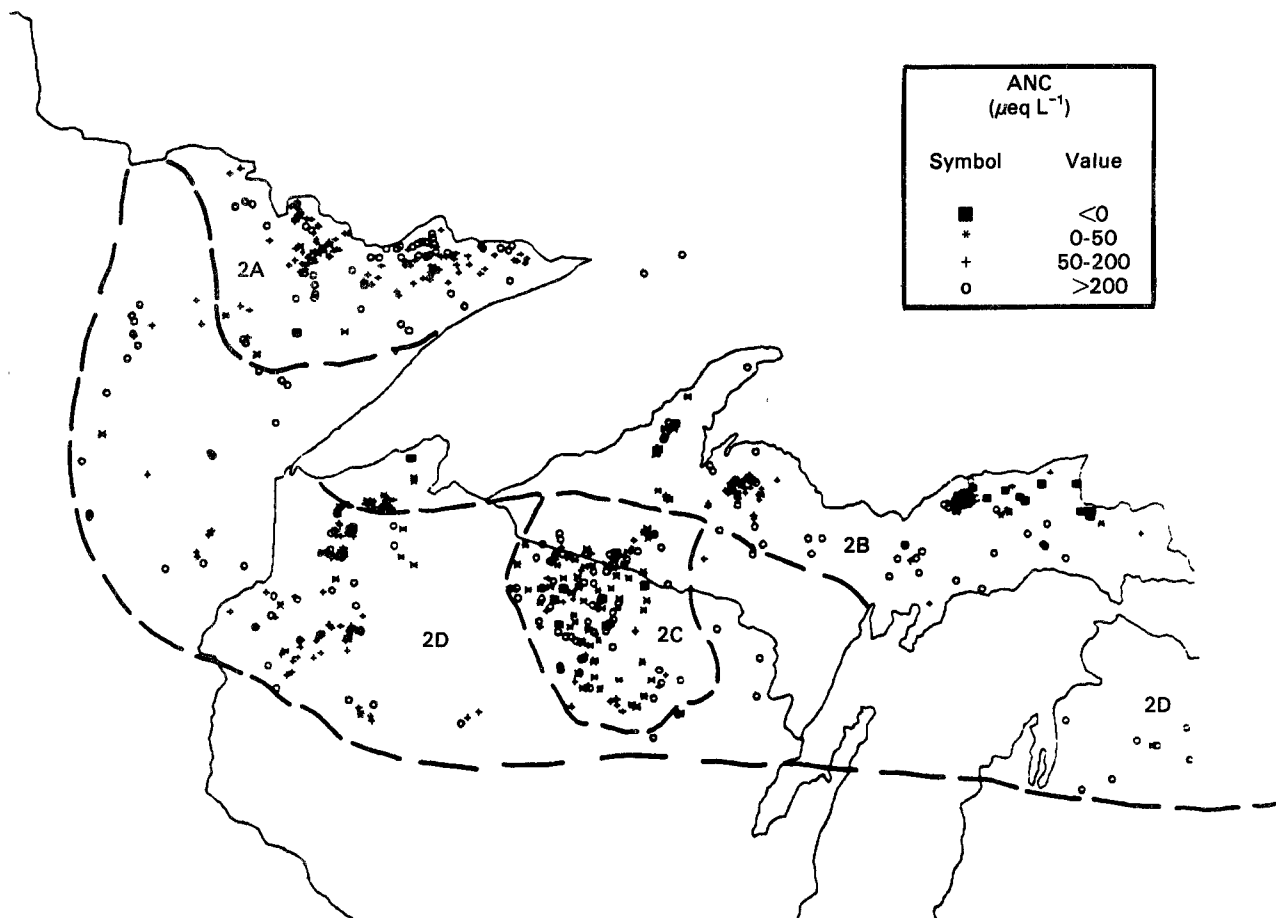 ANC
(μeq L⁻¹)
Symbol Value
■ <0
* 0-50
+ 50-200
o >200
2A
2B
2C
2D
2D